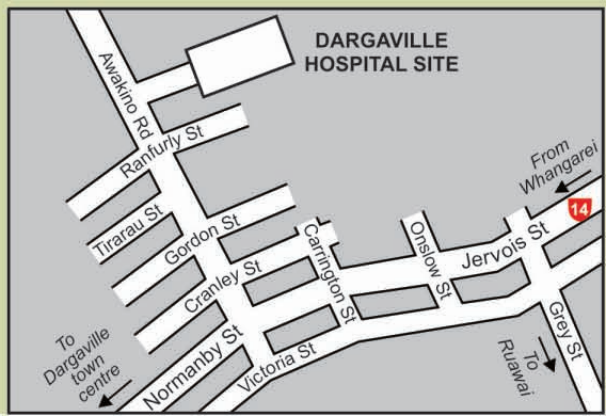 DARGAVILLE
HOSPITAL SITE
Awakino Rd
Ranfurly St
From
Whangarei
14
Tirarau St
Gordon St
Carrington St
Onslow St
Jervois St
Cranley St
Grey St
To
Dargaville
town
centre
Normanby St
Victoria St
To
Ruawai